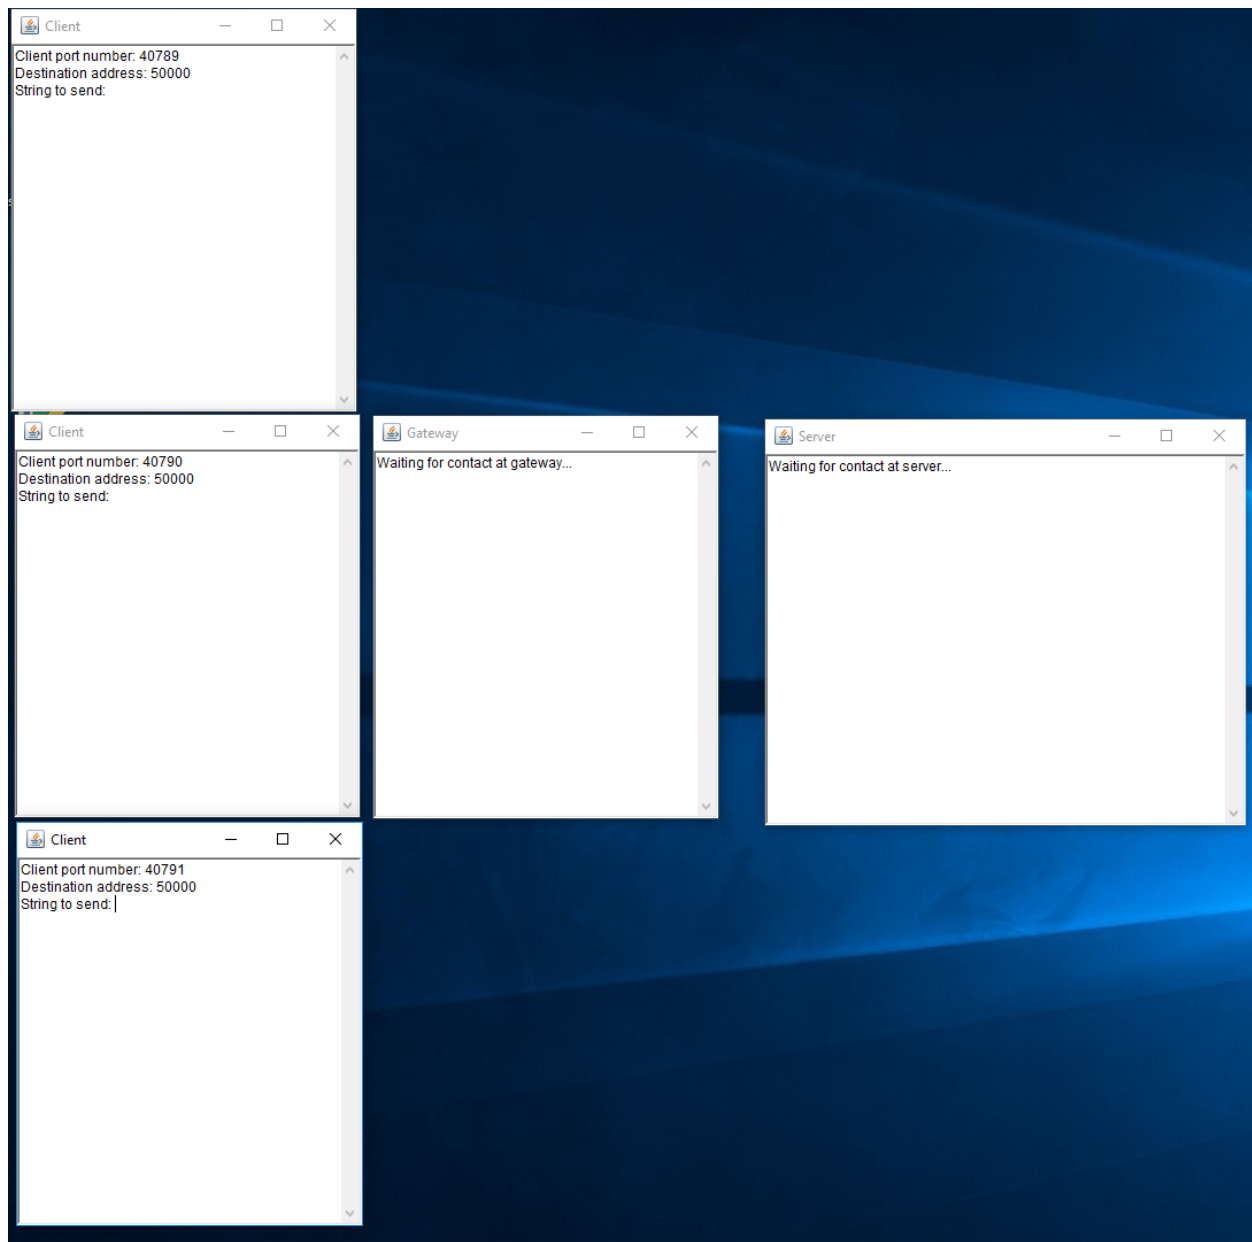 Client
Client port number: 40789
Destination address: 50000
String to send:
Client
Client port number: 40790
Destination address: 50000
String to send:
Gateway
Waiting for contact at gateway...
Server
Waiting for contact at server...
Client
Client port number: 40791
Destination address: 50000
String to send: